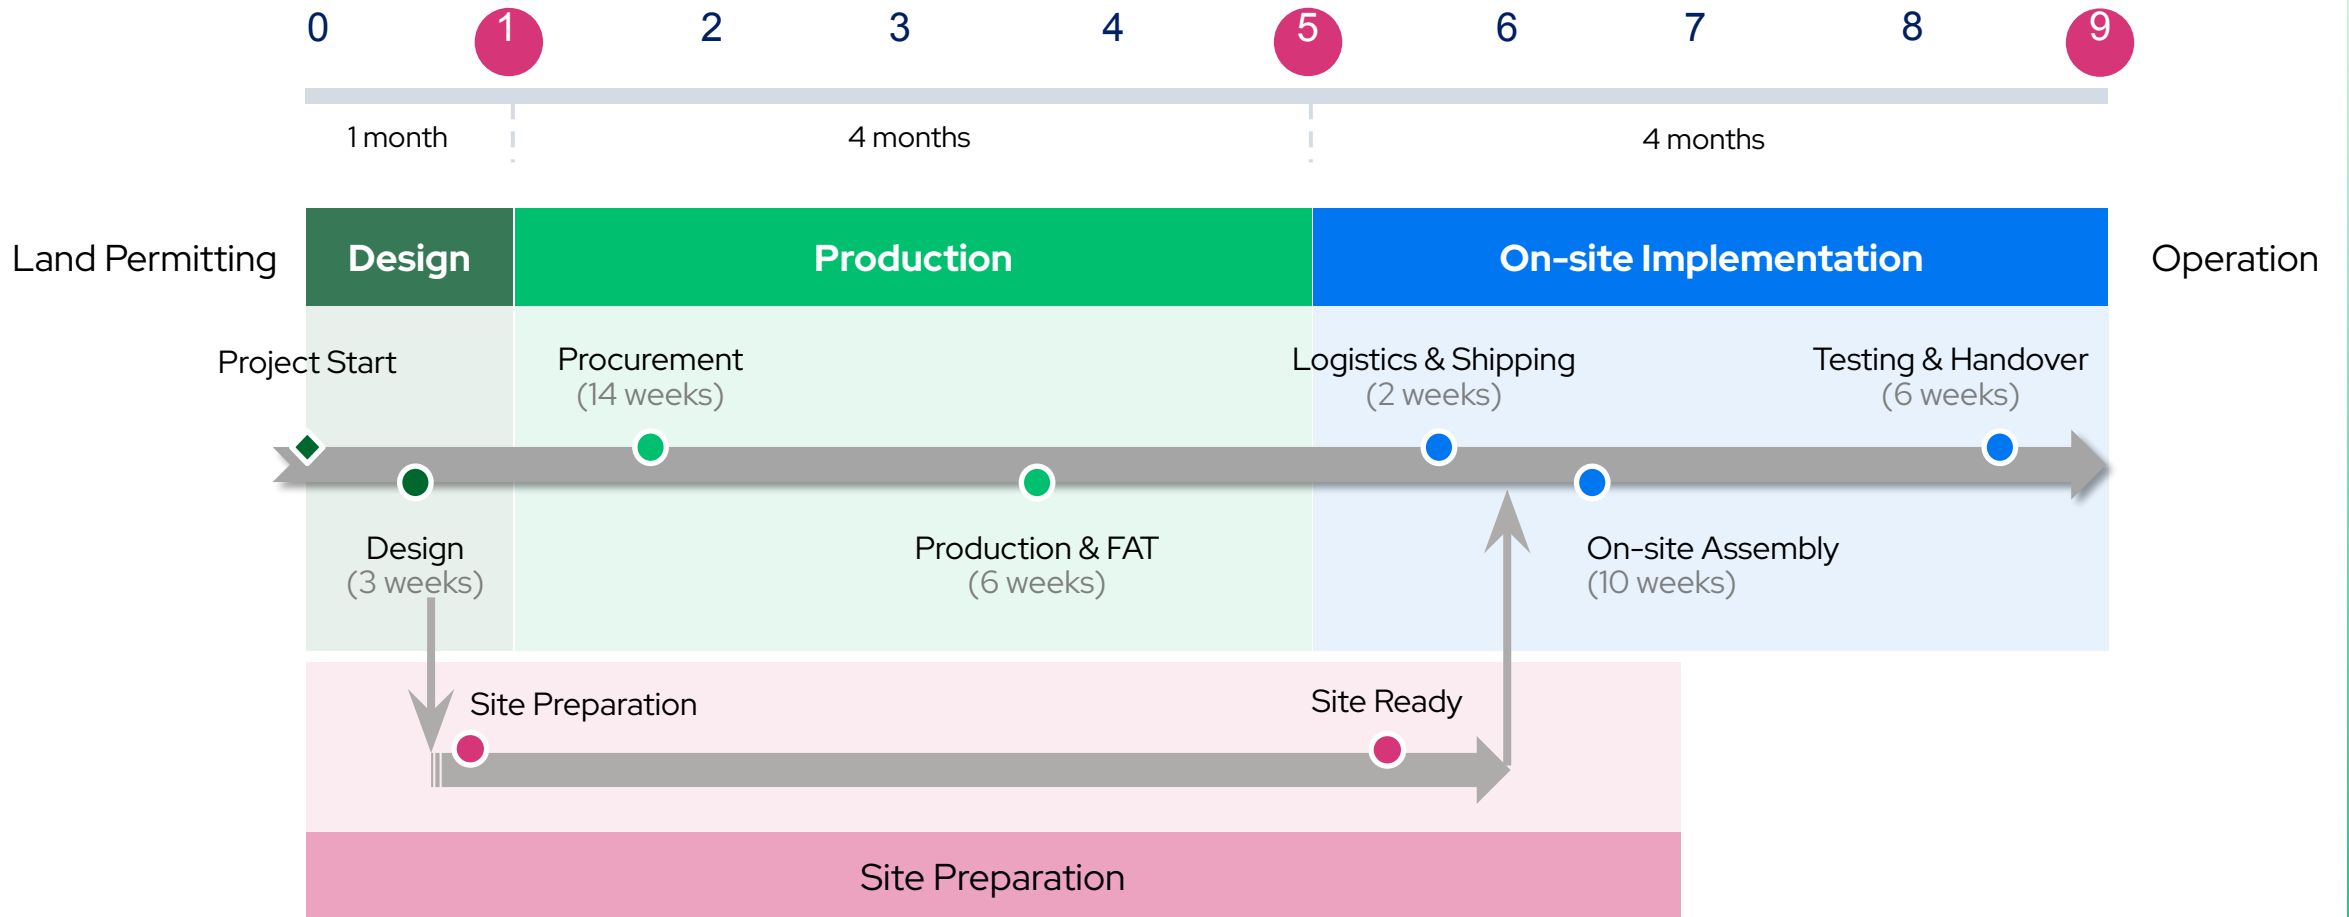 0 1 2 3 4 5 6 7 8 9
1 month 4 months 4 months
Land Permitting Design Production On-site Implementation Operation
Project Start
Procurement
(14 weeks)
Logistics & Shipping
(2 weeks)
Testing & Handover
(6 weeks)
Design
(3 weeks)
Production & FAT
(6 weeks)
On-site Assembly
(10 weeks)
Site Preparation
Site Ready
Site Preparation